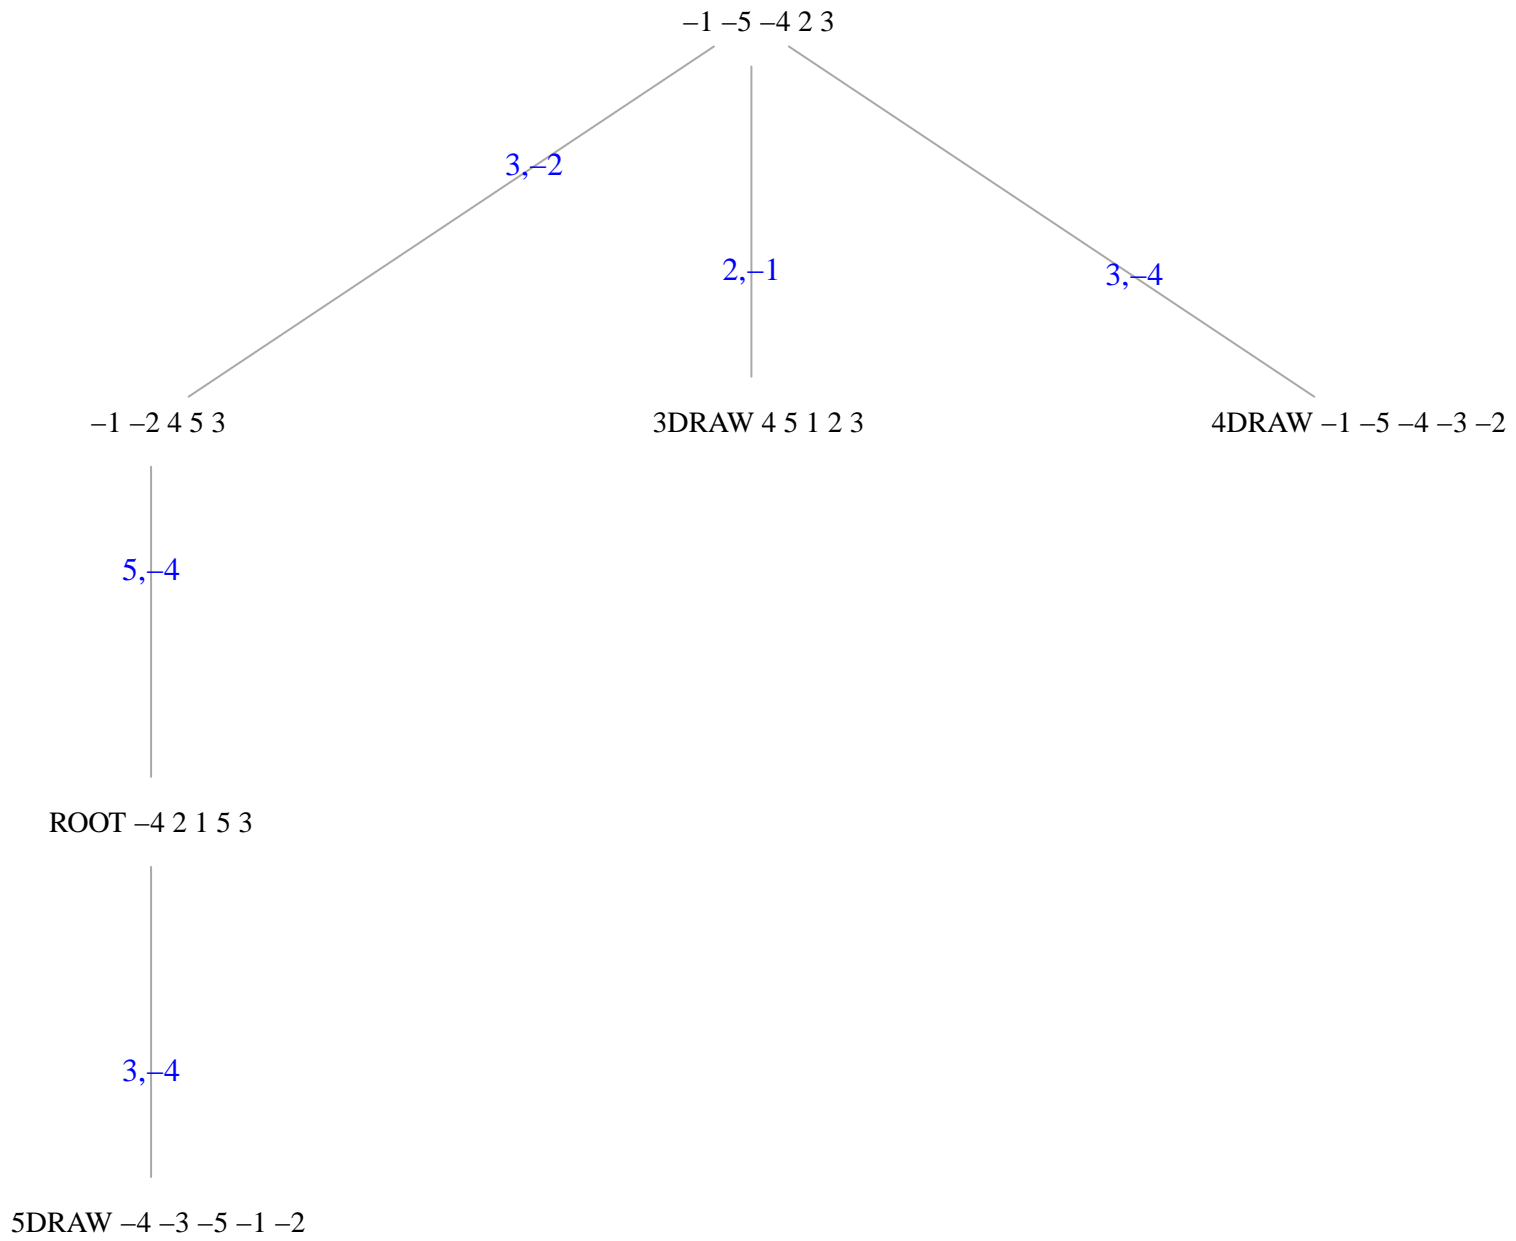 –1 –5 –4 2 3
3,–2
2,–1
3,–4
–1 –2 4 5 3
3DRAW 4 5 1 2 3
4DRAW –1 –5 –4 –3 –2
5,–4
ROOT –4 2 1 5 3
3,–4
5DRAW –4 –3 –5 –1 –2